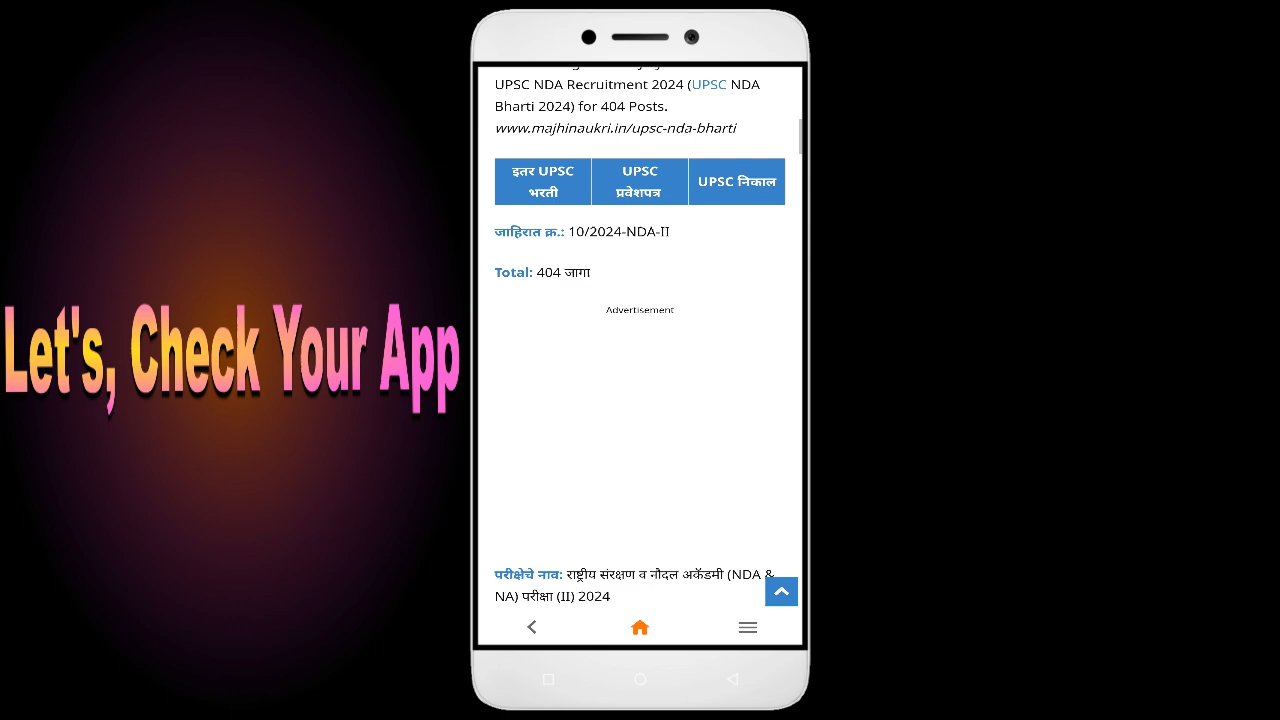 Let's, Check Your App
UPSC NDA Recruitment 2024 (UPSC NDA
Bharti 2024) for 404 Posts.
www.majhinaukri.in/upsc-nda-bharti
इतर UPSC
भरती
UPSC
प्रवेशपत्र
UPSC निकाल
जाहिरात क्र.: 10/2024-NDA-II
Total: 404 जागा
Advertisement
परीक्षेचे नाव: राष्ट्रीय संरक्षण व नौदल अकॅडमी (NDA &
NA) परीक्षा (II) 2024